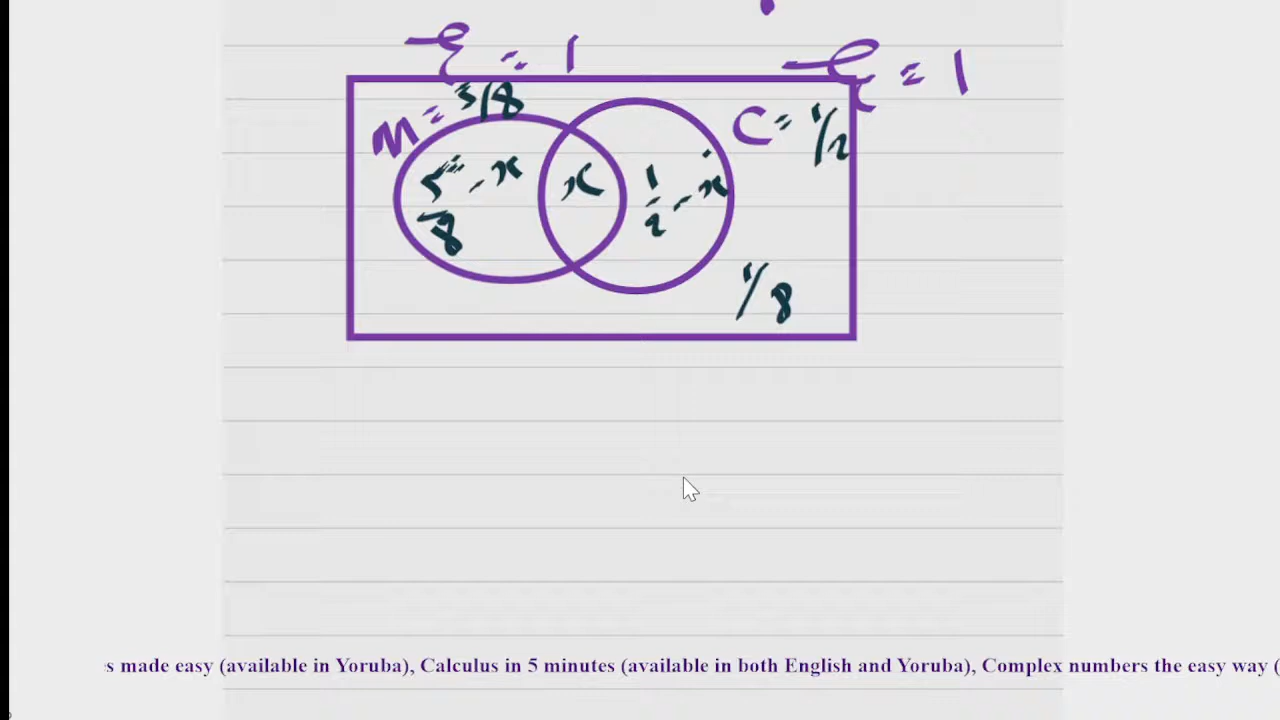 ξ = 1
ξ = 1
M = 5/8
C = 1/2
5/8 - x
x
1/2 - x
1/8
made easy (available in Yoruba), Calculus in 5 minutes (available in both English and Yoruba), Complex numbers the easy way (